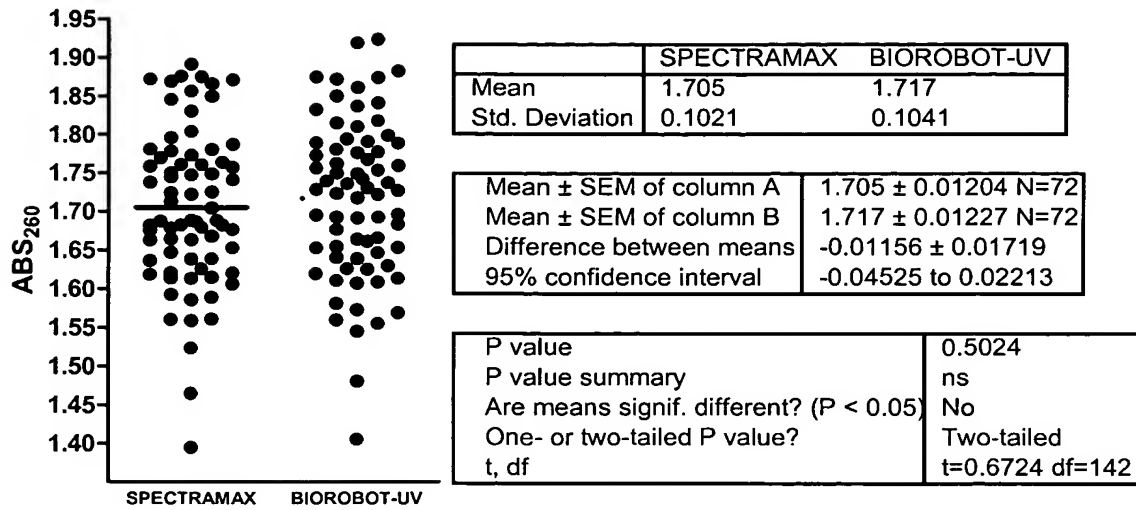 1.95
1.90
1.85
1.80
1.75
1.70
1.65
1.60
1.55
1.50
1.45
1.40
ABS260
SPECTRAMAX BIOROBOT-UV
SPECTRAMAX BIOROBOT-UV
Mean 1.705 1.717
Std. Deviation 0.1021 0.1041
Mean ± SEM of column A 1.705 ± 0.01204 N=72
Mean ± SEM of column B 1.717 ± 0.01227 N=72
Difference between means -0.01156 ± 0.01719
95% confidence interval -0.04525 to 0.02213
P value 0.5024
P value summary ns
Are means signif. different? (P < 0.05) No
One- or two-tailed P value? Two-tailed
t, df t=0.6724 df=142